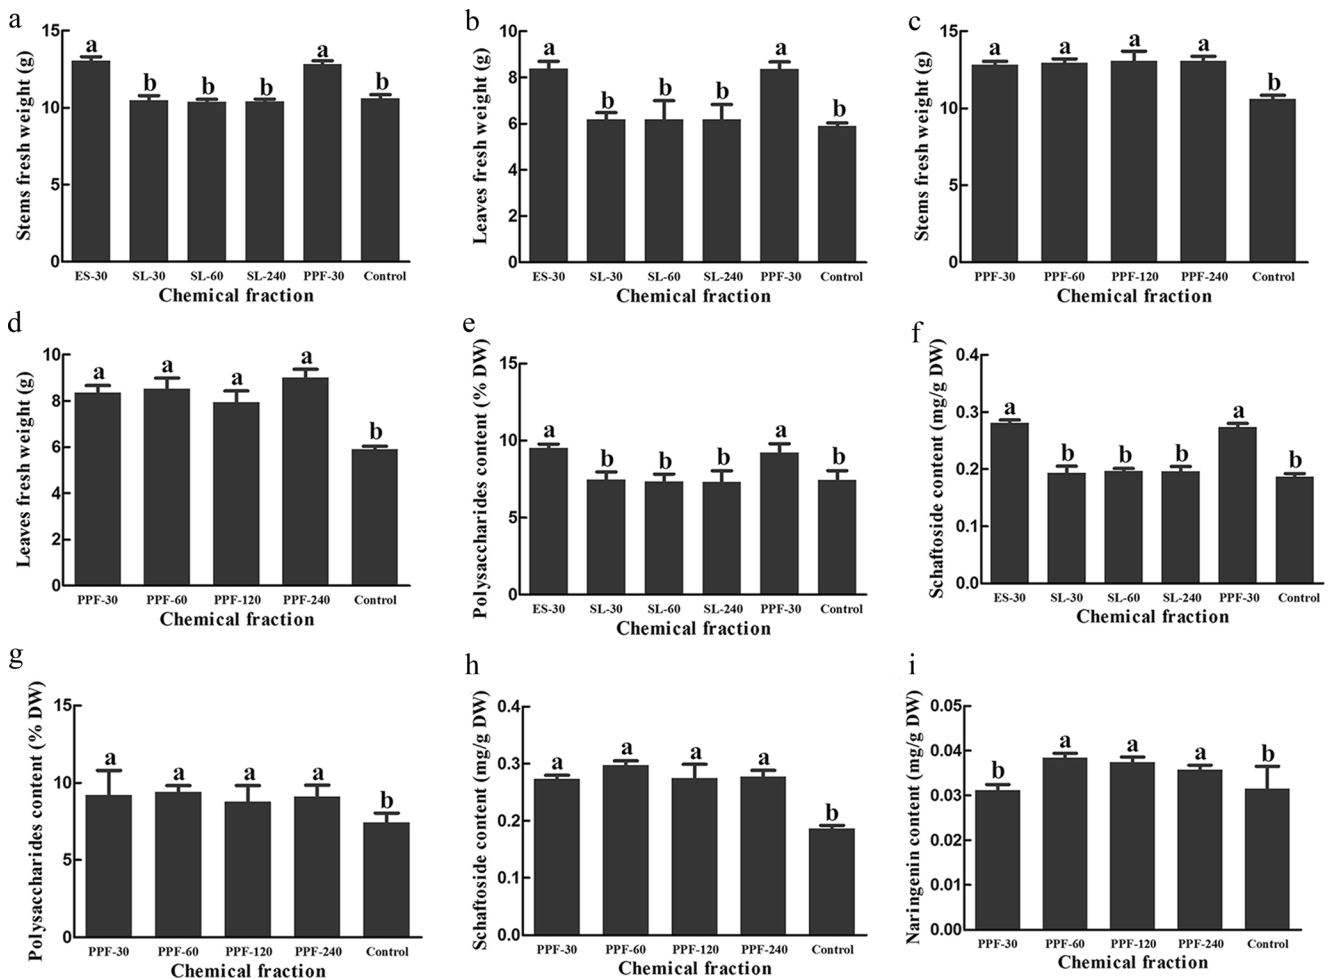 a
Stems fresh weight (g)
15
10
5
0
a b b b a b
ES-30 SL-30 SL-60 SL-240 PPF-30 Control
Chemical fraction
b
Leaves fresh weight (g)
10
8
6
4
2
0
a b b b a b
ES-30 SL-30 SL-60 SL-240 PPF-30 Control
Chemical fraction
c
Stems fresh weight (g)
15
10
5
0
a a a a b
PPF-30 PPF-60 PPF-120 PPF-240 Control
Chemical fraction
d
Leaves fresh weight (g)
10
8
6
4
2
0
a a a a b
PPF-30 PPF-60 PPF-120 PPF-240 Control
Chemical fraction
e
Polysaccharides content (% DW)
15
10
5
0
a b b b a b
ES-30 SL-30 SL-60 SL-240 PPF-30 Control
Chemical fraction
f
Schaftoside content (mg/g DW)
0.4
0.3
0.2
0.1
0.0
a b b b a b
ES-30 SL-30 SL-60 SL-240 PPF-30 Control
Chemical fraction
g
Polysaccharides content (% DW)
15
10
5
0
a a a a b
PPF-30 PPF-60 PPF-120 PPF-240 Control
Chemical fraction
h
Schaftoside content (mg/g DW)
0.4
0.3
0.2
0.1
0.0
a a a a b
PPF-30 PPF-60 PPF-120 PPF-240 Control
Chemical fraction
i
Naringenin content (mg/g DW)
0.05
0.04
0.03
0.02
0.01
0.00
b a a a b
PPF-30 PPF-60 PPF-120 PPF-240 Control
Chemical fraction